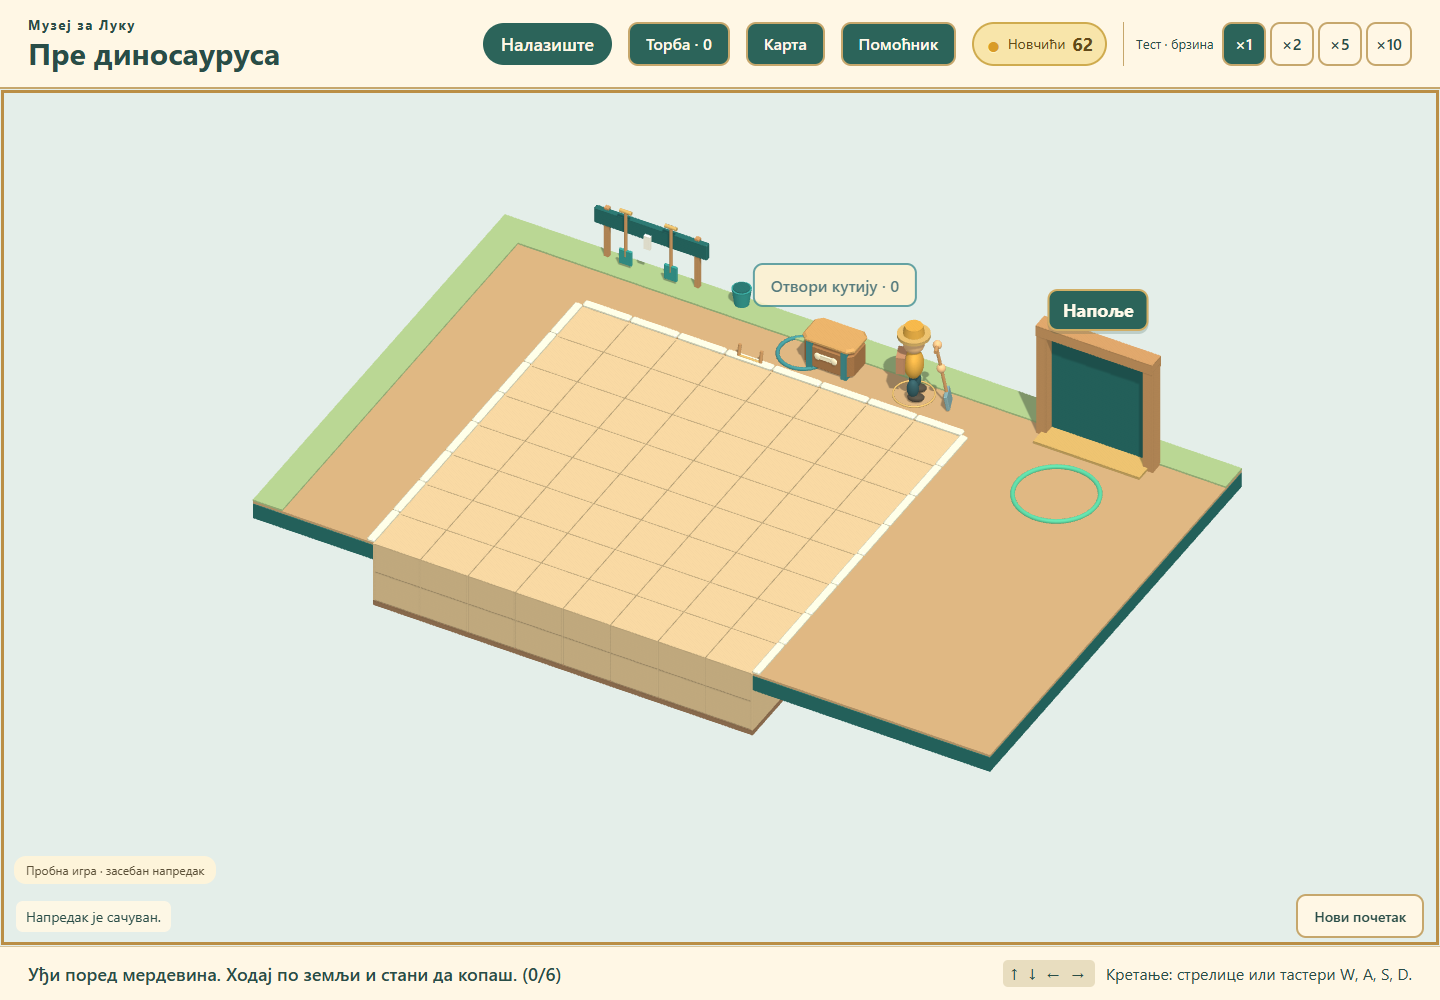 Музеј за Луку
Пре диносауруса
Налазиште
Торба · 0
Карта
Помоћник
Новчићи 62
Тест · брзина
×1
×2
×5
×10
Отвори кутију · 0
Напоље
Пробна игра · засебан напредак
Напредак је сачуван.
Нови почетак
Уђи поред мердевина. Ходај по земљи и стани да копаш. (0/6)
↑ ↓ ← → Кретање: стрелице или тастери W, A, S, D.